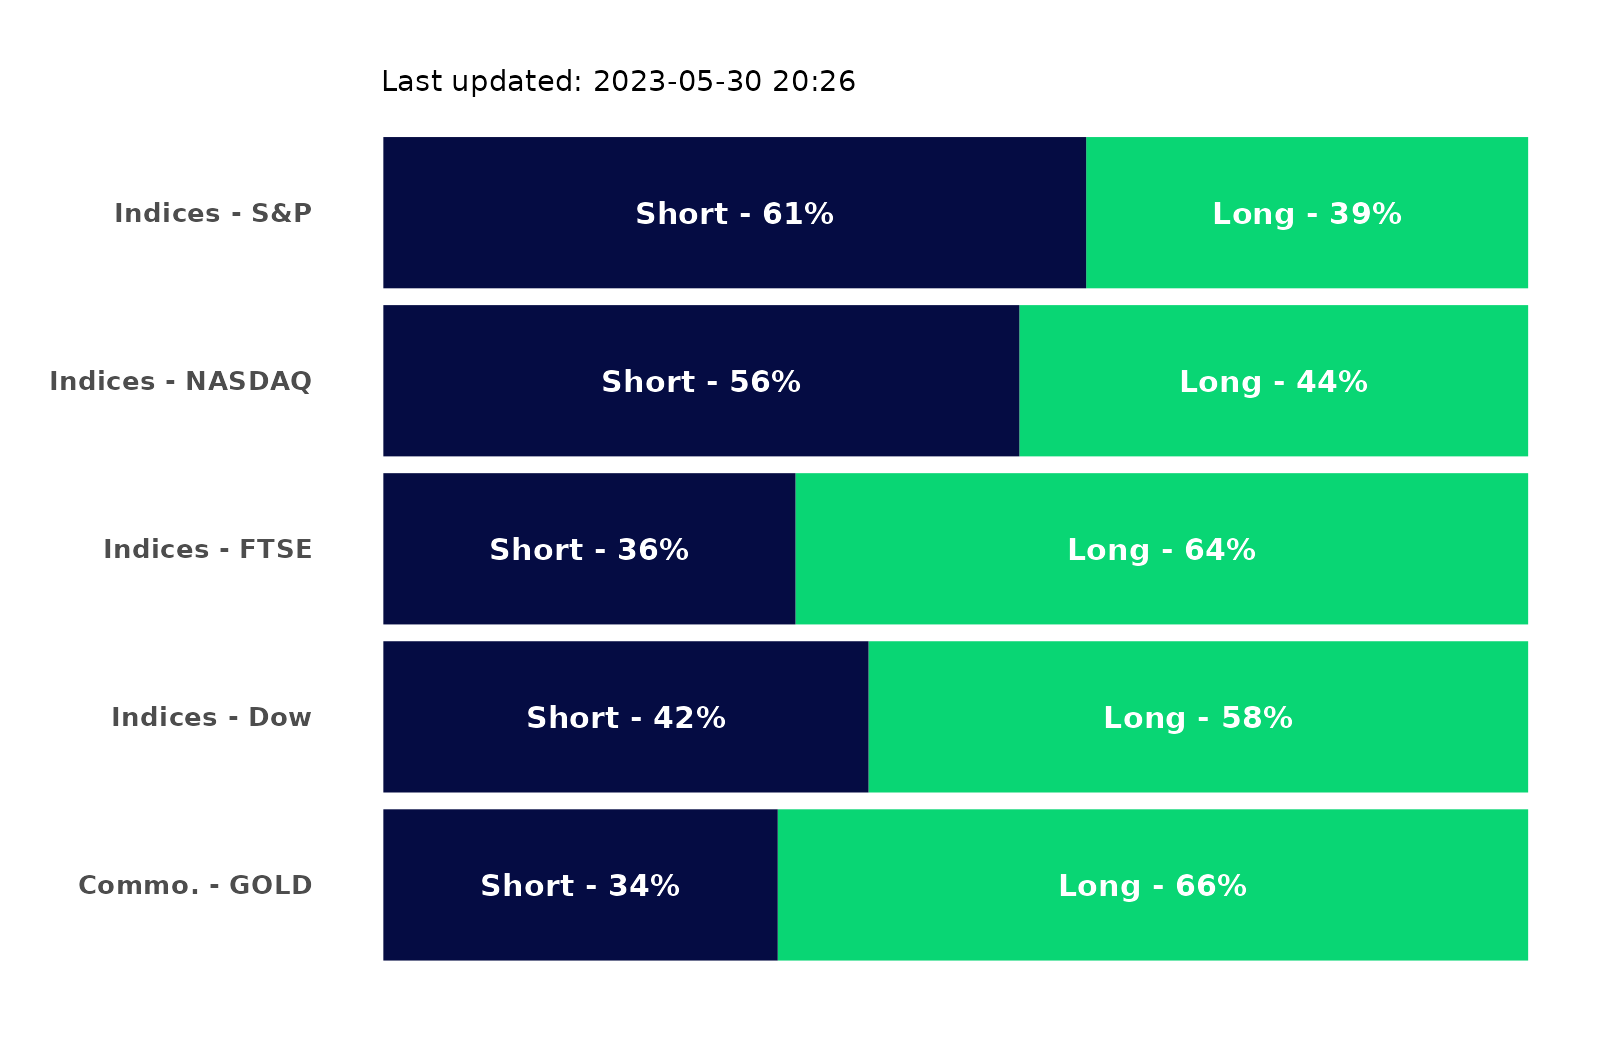 Last updated: 2023-05-30 20:26
Indices - S&P Short - 61% Long - 39%
Indices - NASDAQ Short - 56% Long - 44%
Indices - FTSE Short - 36% Long - 64%
Indices - Dow Short - 42% Long - 58%
Commo. - GOLD Short - 34% Long - 66%